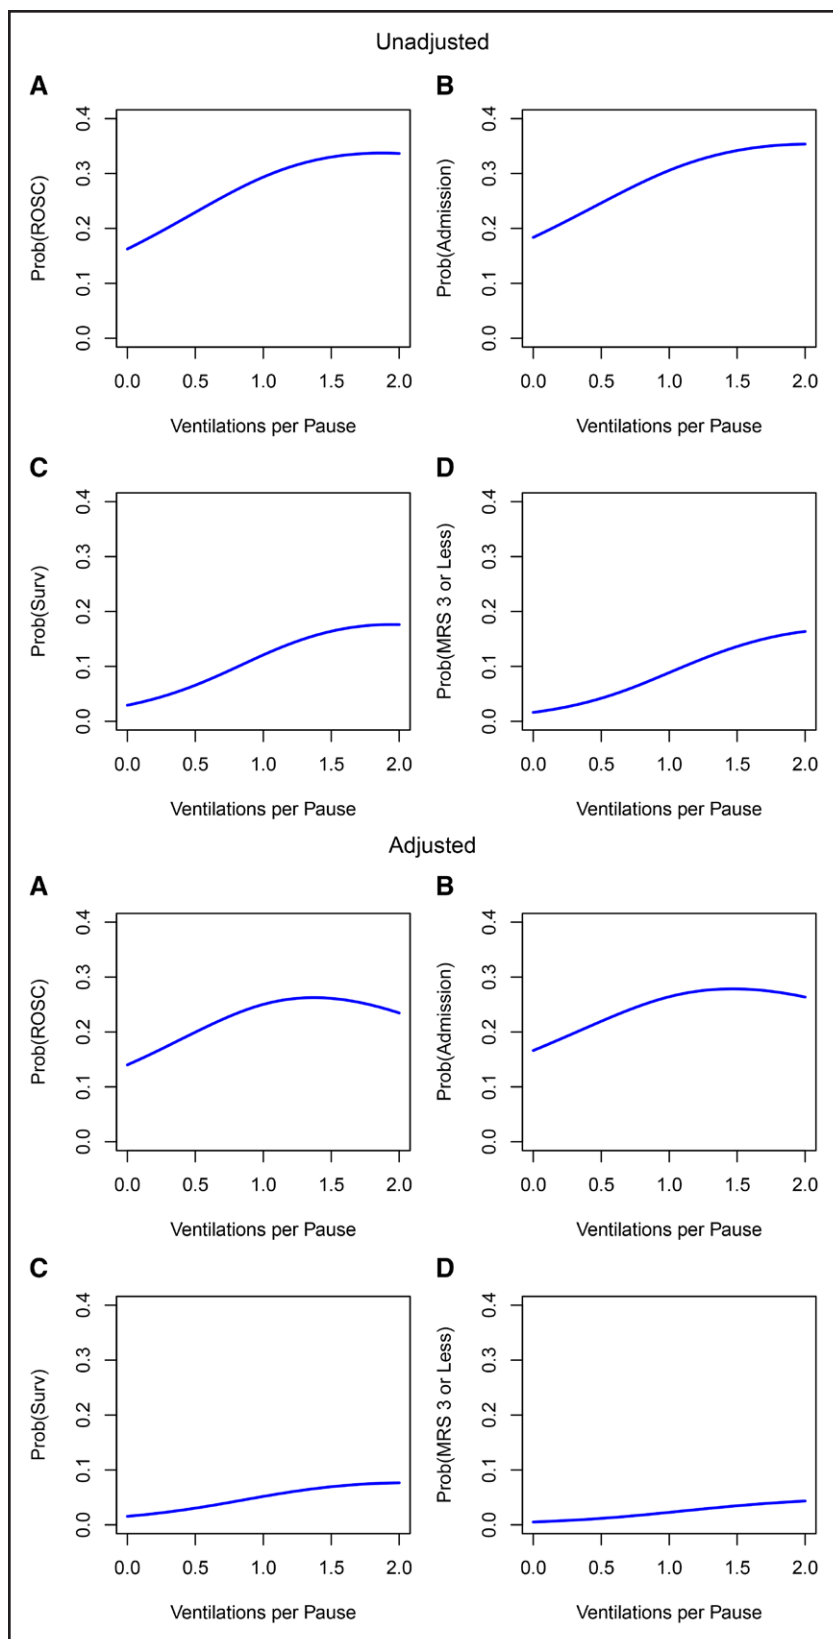 Unadjusted
A
Prob(ROSC)
0.0 0.1 0.2 0.3 0.4
0.0 0.5 1.0 1.5 2.0
Ventilations per Pause
B
Prob(Admission)
0.0 0.1 0.2 0.3 0.4
0.0 0.5 1.0 1.5 2.0
Ventilations per Pause
C
Prob(Surv)
0.0 0.1 0.2 0.3 0.4
0.0 0.5 1.0 1.5 2.0
Ventilations per Pause
D
Prob(MRS 3 or Less)
0.0 0.1 0.2 0.3 0.4
0.0 0.5 1.0 1.5 2.0
Ventilations per Pause
Adjusted
A
Prob(ROSC)
0.0 0.1 0.2 0.3 0.4
0.0 0.5 1.0 1.5 2.0
Ventilations per Pause
B
Prob(Admission)
0.0 0.1 0.2 0.3 0.4
0.0 0.5 1.0 1.5 2.0
Ventilations per Pause
C
Prob(Surv)
0.0 0.1 0.2 0.3 0.4
0.0 0.5 1.0 1.5 2.0
Ventilations per Pause
D
Prob(MRS 3 or Less)
0.0 0.1 0.2 0.3 0.4
0.0 0.5 1.0 1.5 2.0
Ventilations per Pause